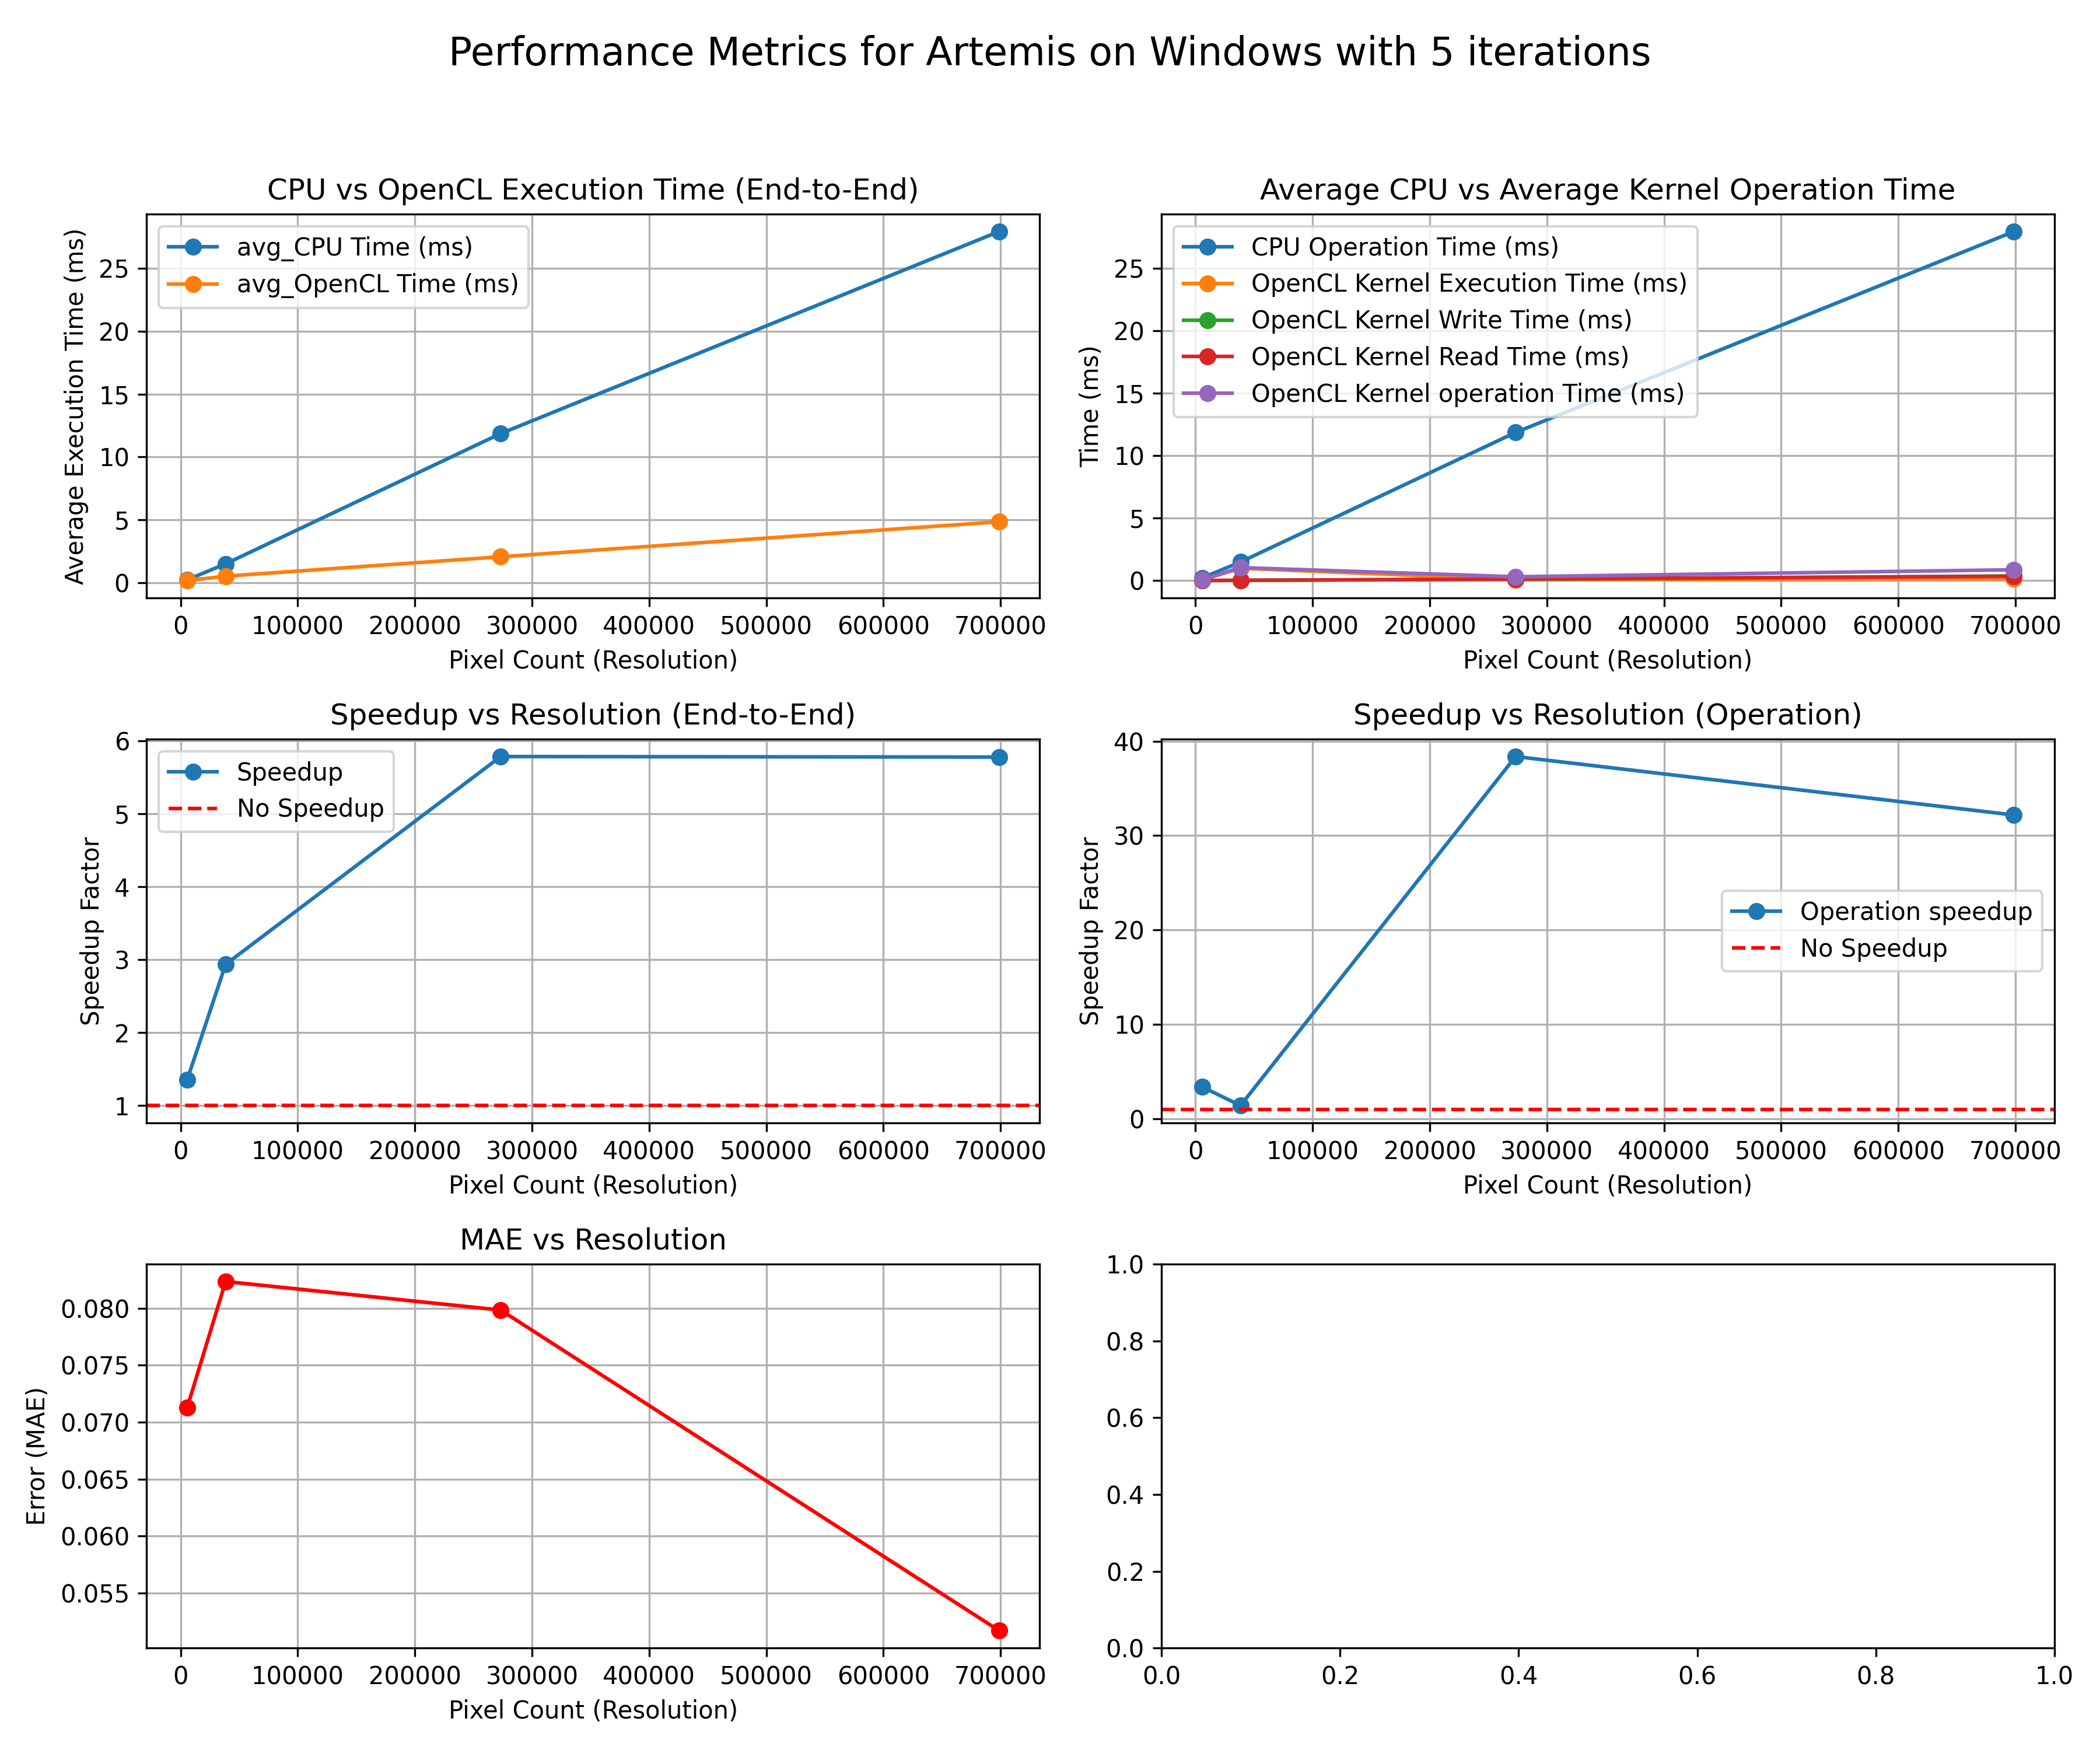 Performance Metrics for Artemis on Windows with 5 iterations
CPU vs OpenCL Execution Time (End-to-End)
avg_CPU Time (ms)
avg_OpenCL Time (ms)
Average Execution Time (ms)
25
20
15
10
5
0
0 100000 200000 300000 400000 500000 600000 700000
Pixel Count (Resolution)
Average CPU vs Average Kernel Operation Time
CPU Operation Time (ms)
OpenCL Kernel Execution Time (ms)
OpenCL Kernel Write Time (ms)
OpenCL Kernel Read Time (ms)
OpenCL Kernel operation Time (ms)
Time (ms)
25
20
15
10
5
0
0 100000 200000 300000 400000 500000 600000 700000
Pixel Count (Resolution)
Speedup vs Resolution (End-to-End)
Speedup
No Speedup
Speedup Factor
6
5
4
3
2
1
0 100000 200000 300000 400000 500000 600000 700000
Pixel Count (Resolution)
Speedup vs Resolution (Operation)
Operation speedup
No Speedup
Speedup Factor
40
30
20
10
0
0 100000 200000 300000 400000 500000 600000 700000
Pixel Count (Resolution)
MAE vs Resolution
Error (MAE)
0.080
0.075
0.070
0.065
0.060
0.055
0 100000 200000 300000 400000 500000 600000 700000
Pixel Count (Resolution)
1.0
0.8
0.6
0.4
0.2
0.0
0.0 0.2 0.4 0.6 0.8 1.0